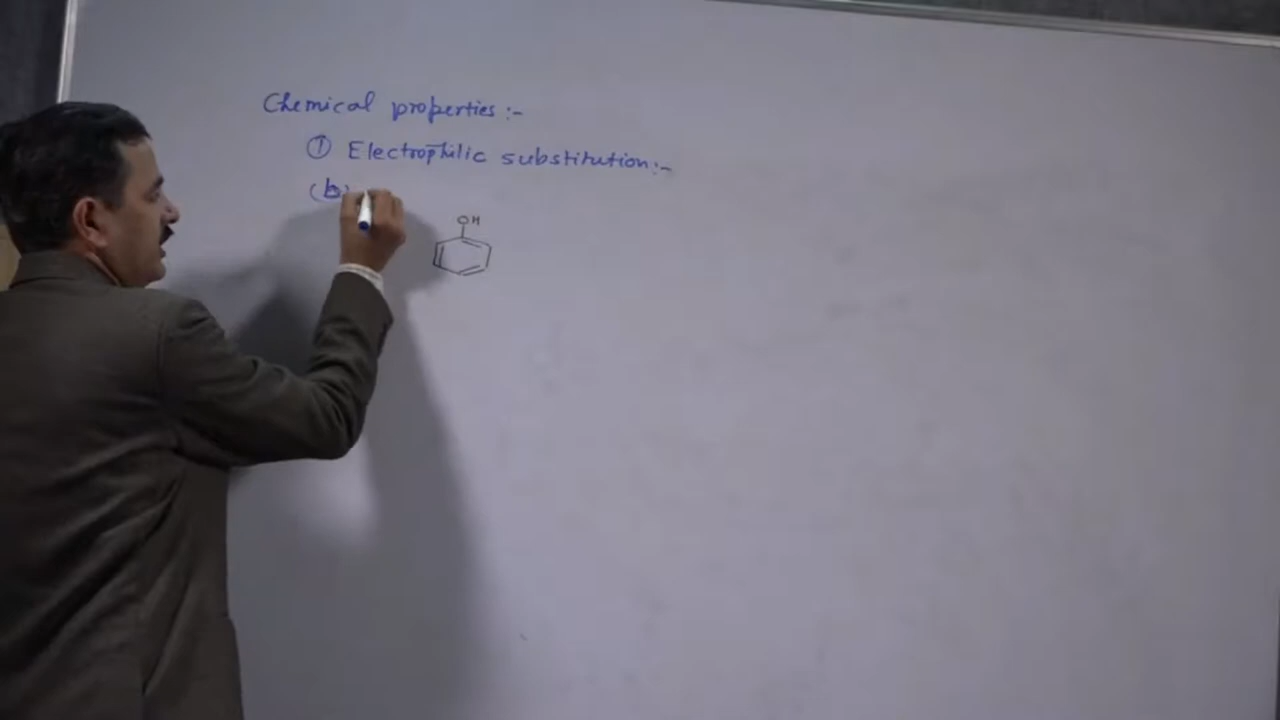 Chemical properties :-
① Electrophilic substitution:-
(b)
OH